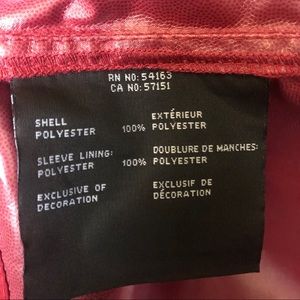 RN NO: 54163
CA NO: 57151
SHELL EXTÉRIEUR
POLYESTER 100% POLYESTER
SLEEVE LINING: DOUBLURE DE MANCHES:
POLYESTER 100% POLYESTER
EXCLUSIVE OF EXCLUSIF DE
DECORATION DÉCORATION